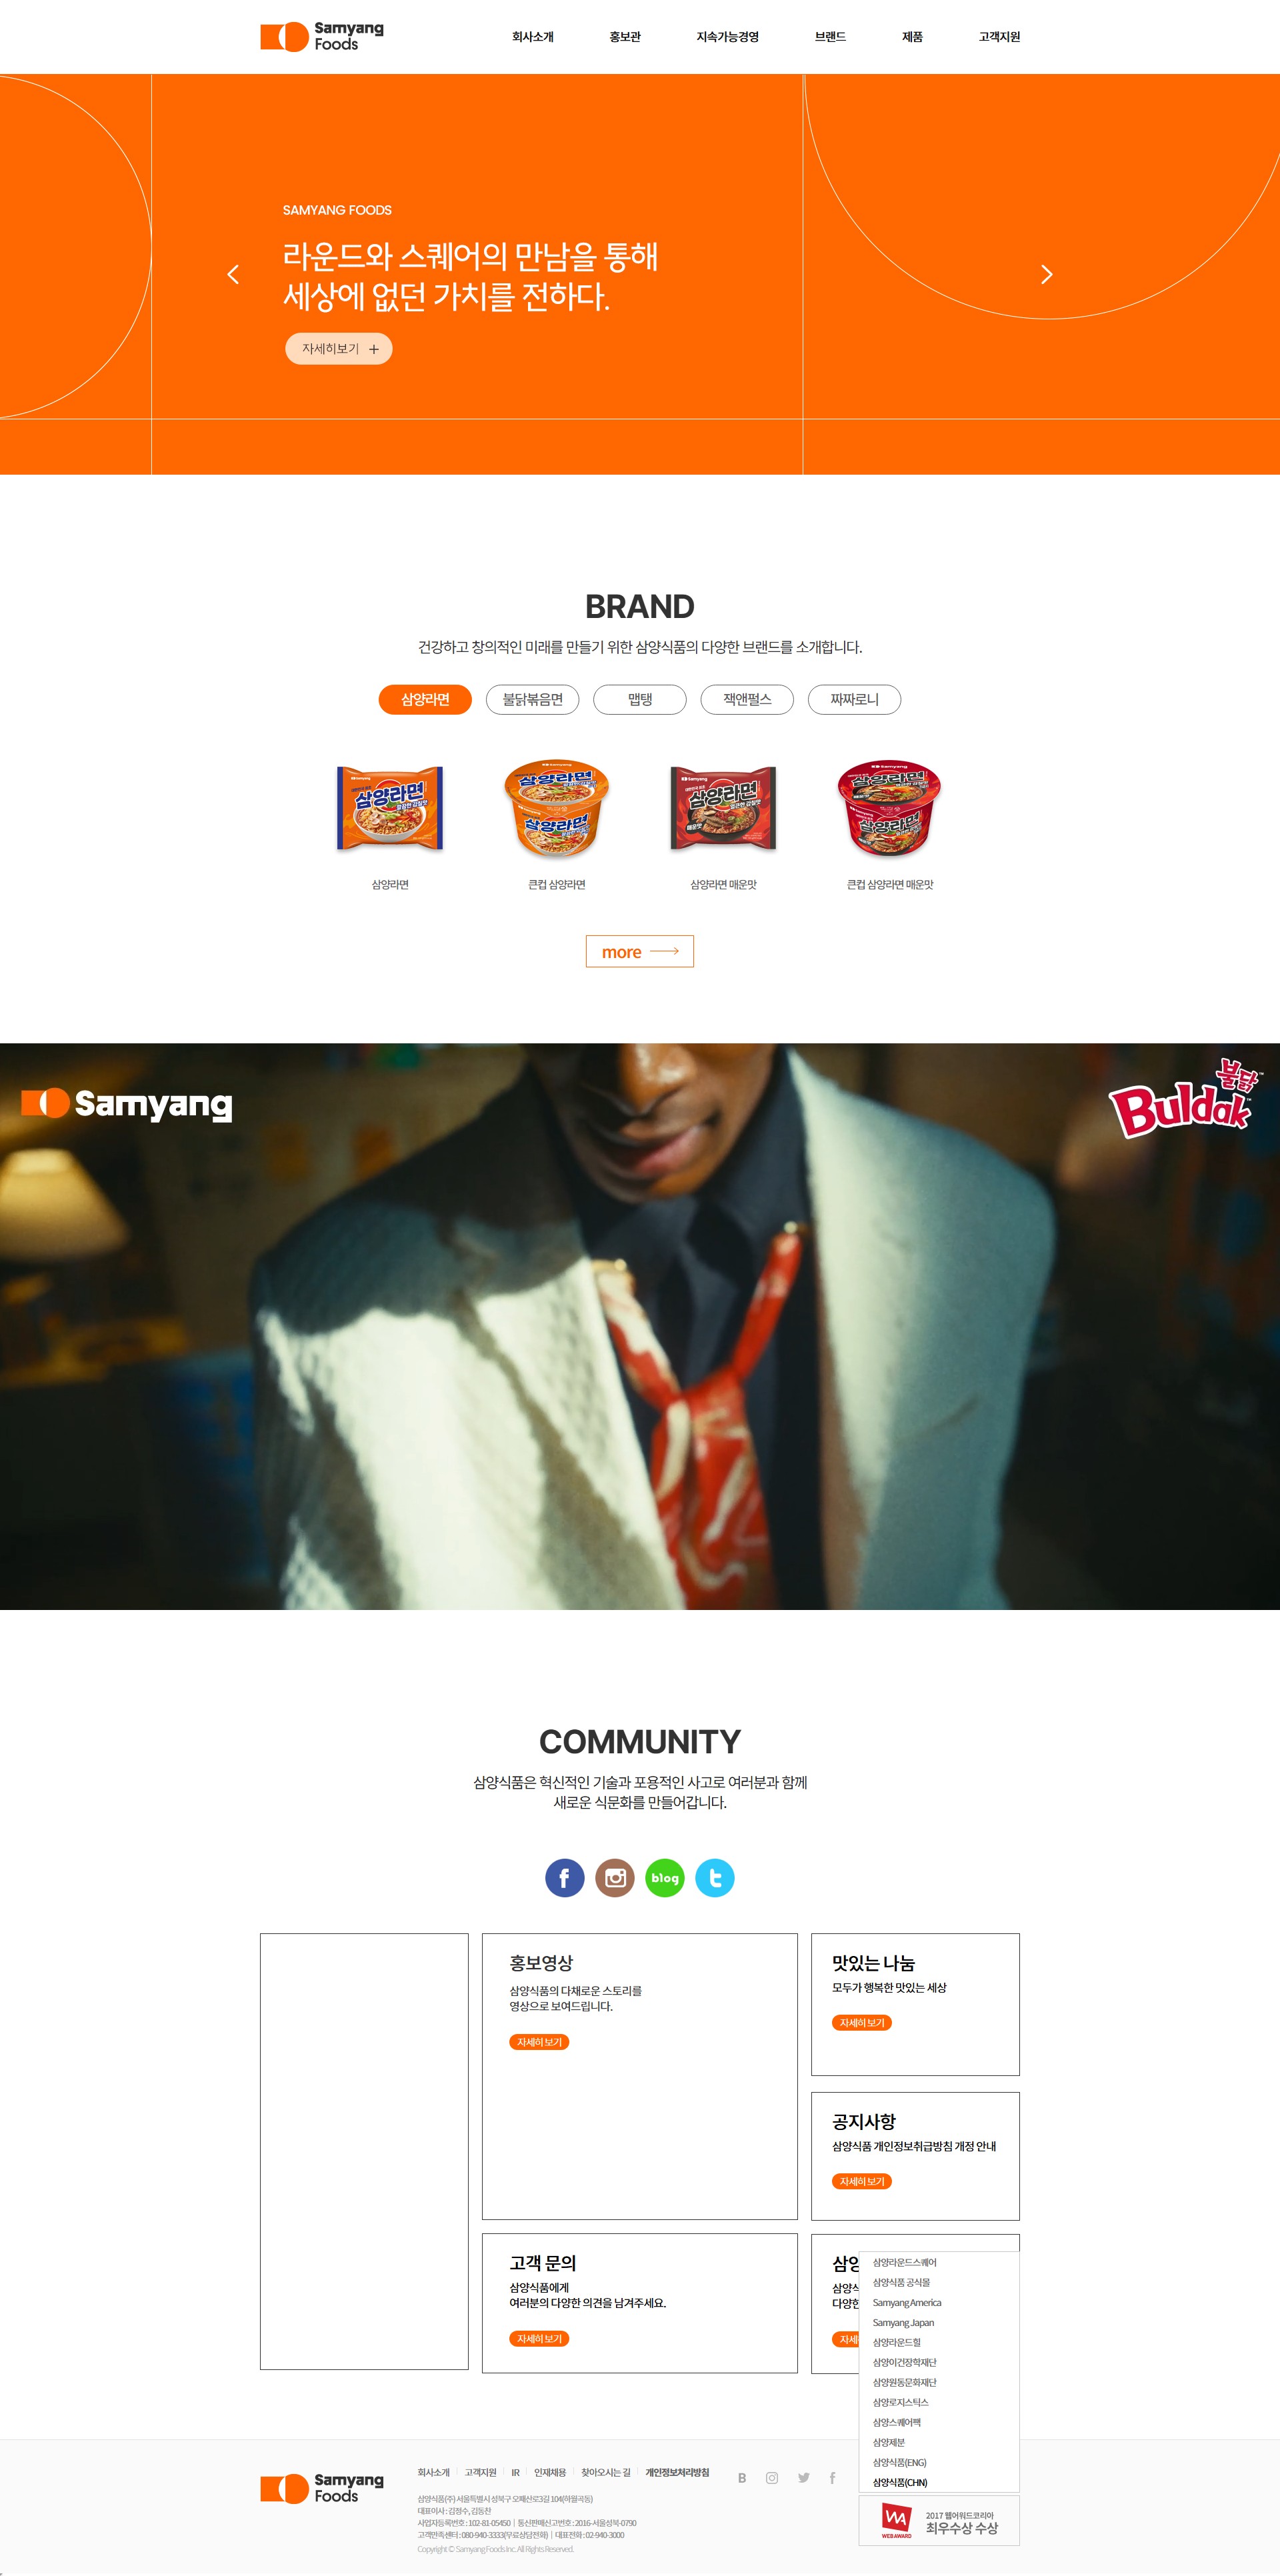 Samyang
Foods
회사소개
홍보관
지속가능경영
브랜드
제품
고객지원
SAMYANG FOODS
라운드와 스퀘어의 만남을 통해
세상에 없던 가치를 전하다.
자세히보기 +
BRAND
건강하고 창의적인 미래를 만들기 위한 삼양식품의 다양한 브랜드를 소개합니다.
삼양라면
불닭볶음면
맵탱
잭앤펄스
짜짜로니
삼양라면
삼양라면
삼양라면
삼양라면
매운맛
삼양라면
삼양라면
삼양라면
큰컵 삼양라면
삼양라면 매운맛
큰컵 삼양라면 매운맛
more
Samyang
불닭
Buldak
COMMUNITY
삼양식품은 혁신적인 기술과 포용적인 사고로 여러분과 함께
새로운 식문화를 만들어갑니다.
blog
홍보영상
삼양식품의 다채로운 스토리를
영상으로 보여드립니다.
자세히 보기
맛있는 나눔
모두가 행복한 맛있는 세상
자세히 보기
공지사항
삼양식품 개인정보취급방침 개정 안내
자세히 보기
고객 문의
삼양식품에게
여러분의 다양한 의견을 남겨주세요.
자세히 보기
삼양라운드스퀘어
삼양식품 공식몰
Samyang America
Samyang Japan
삼양라운드힐
삼양이건장학재단
삼양원동문화재단
삼양로지스틱스
삼양스퀘어팩
삼양제분
삼양식품(ENG)
삼양식품(CHN)
Samyang
Foods
회사소개
고객지원
IR
인재채용
찾아오시는 길
개인정보처리방침
B
삼양식품(주) 서울특별시 성북구 오패산로3길 104(하월곡동)
대표이사 : 김정수, 김동찬
사업자등록번호 : 102-81-05450 | 통신판매신고번호 : 2016-서울성북-0790
고객만족센터 : 080-940-3333(무료상담전화) | 대표전화 : 02-940-3000
Copyright © Samyang Foods Inc. All Rights Reserved.
WEB AWARD
2017 웹어워드코리아
최우수상 수상